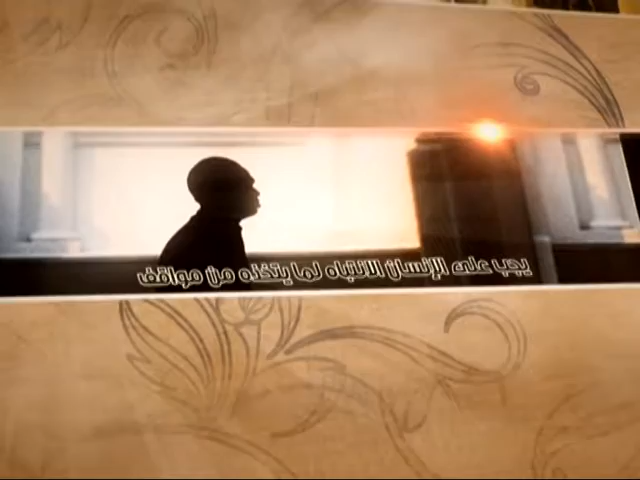 يجب على الإنسان الانتباه لما يتخذه من مواقف